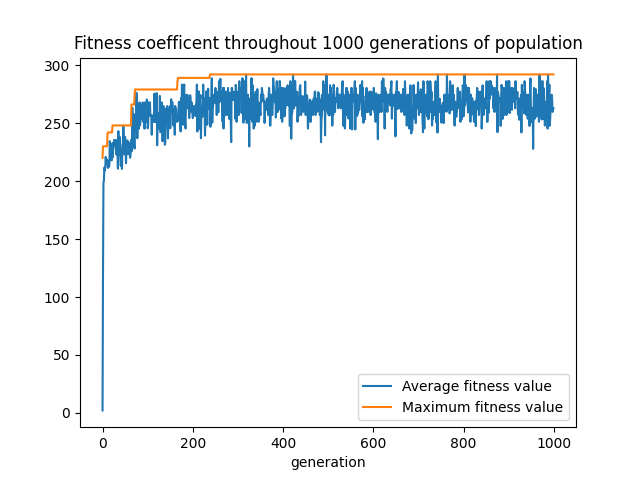 Fitness coefficent throughout 1000 generations of population
300
250
200
150
100
50
0
0 200 400 600 800 1000
generation
Average fitness value
Maximum fitness value